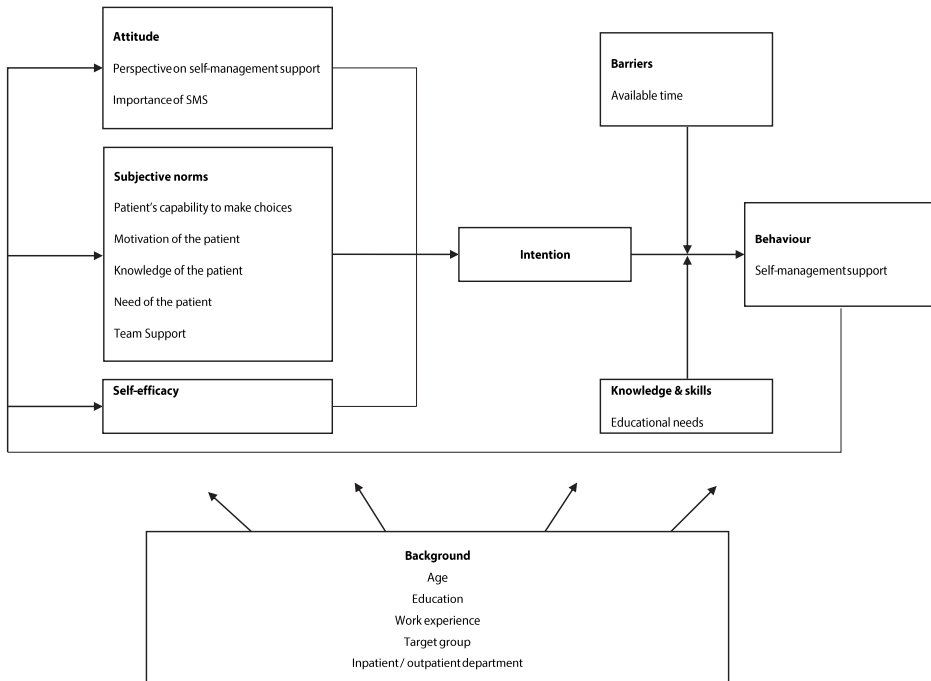 Attitude
Perspective on self-management support
Importance of SMS
Subjective norms
Patient's capability to make choices
Motivation of the patient
Knowledge of the patient
Need of the patient
Team Support
Self-efficacy
Intention
Barriers
Available time
Knowledge & skills
Educational needs
Behaviour
Self-management support
Background
Age
Education
Work experience
Target group
Inpatient / outpatient department